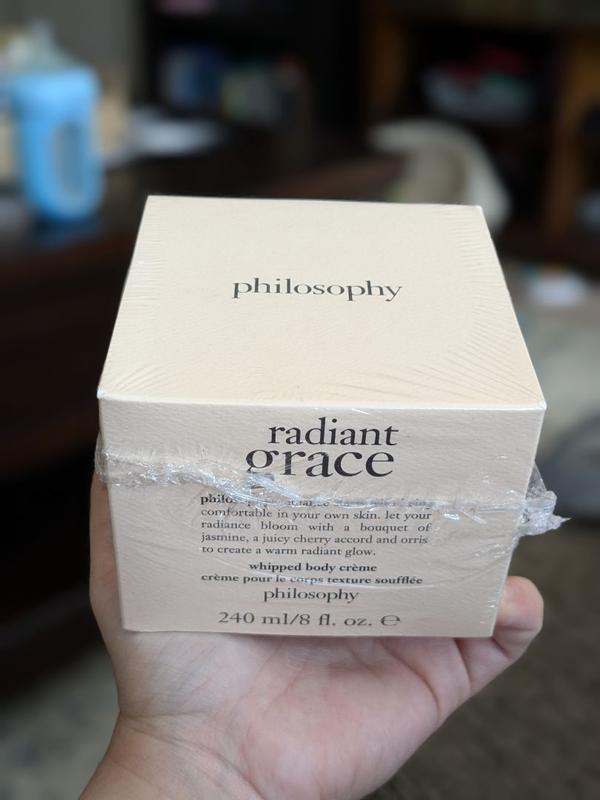 philosophy
radiant
grace
comfortable in your own skin. let your
radiance bloom with a bouquet of
jasmine, a juicy cherry accord and orris
to create a warm radiant glow.
whipped body crème
crème pour le corps texture soufflée
philosophy
240 ml/8 fl. oz. ℮